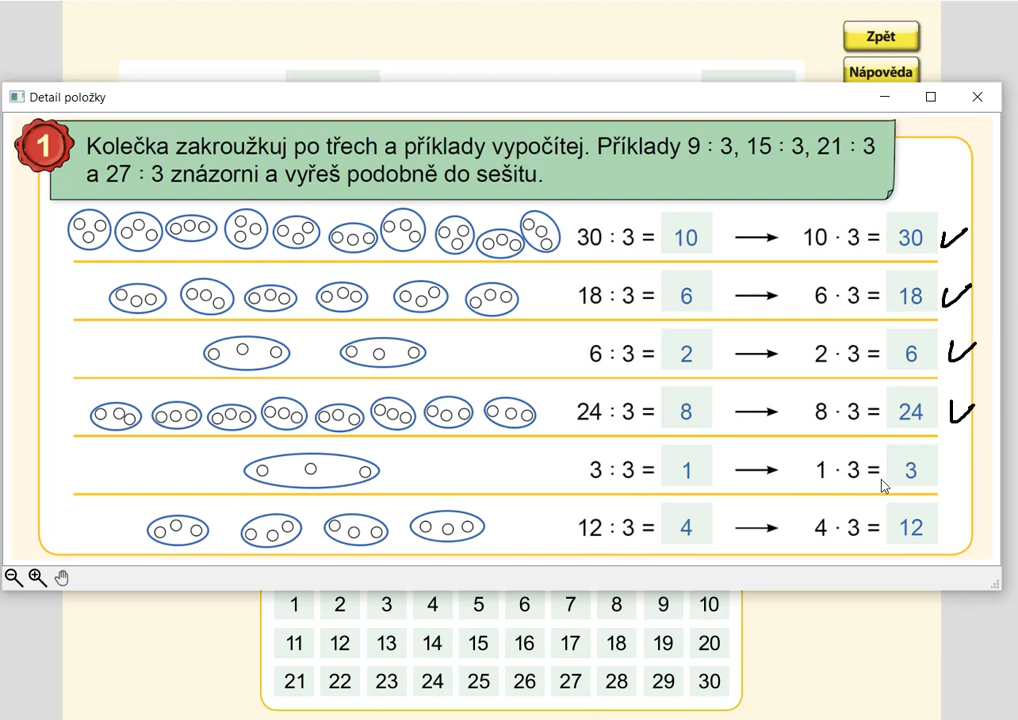 Zpět
Nápověda
Detail položky
1 Kolečka zakroužkuj po třech a příklady vypočítej. Příklady 9 : 3, 15 : 3, 21 : 3
a 27 : 3 znázorni a vyřeš podobně do sešitu.
30 : 3 = 10 → 10 · 3 = 30 ✓
18 : 3 = 6 → 6 · 3 = 18 ✓
6 : 3 = 2 → 2 · 3 = 6 ✓
24 : 3 = 8 → 8 · 3 = 24 ✓
3 : 3 = 1 → 1 · 3 = 3
12 : 3 = 4 → 4 · 3 = 12
1 2 3 4 5 6 7 8 9 10
11 12 13 14 15 16 17 18 19 20
21 22 23 24 25 26 27 28 29 30